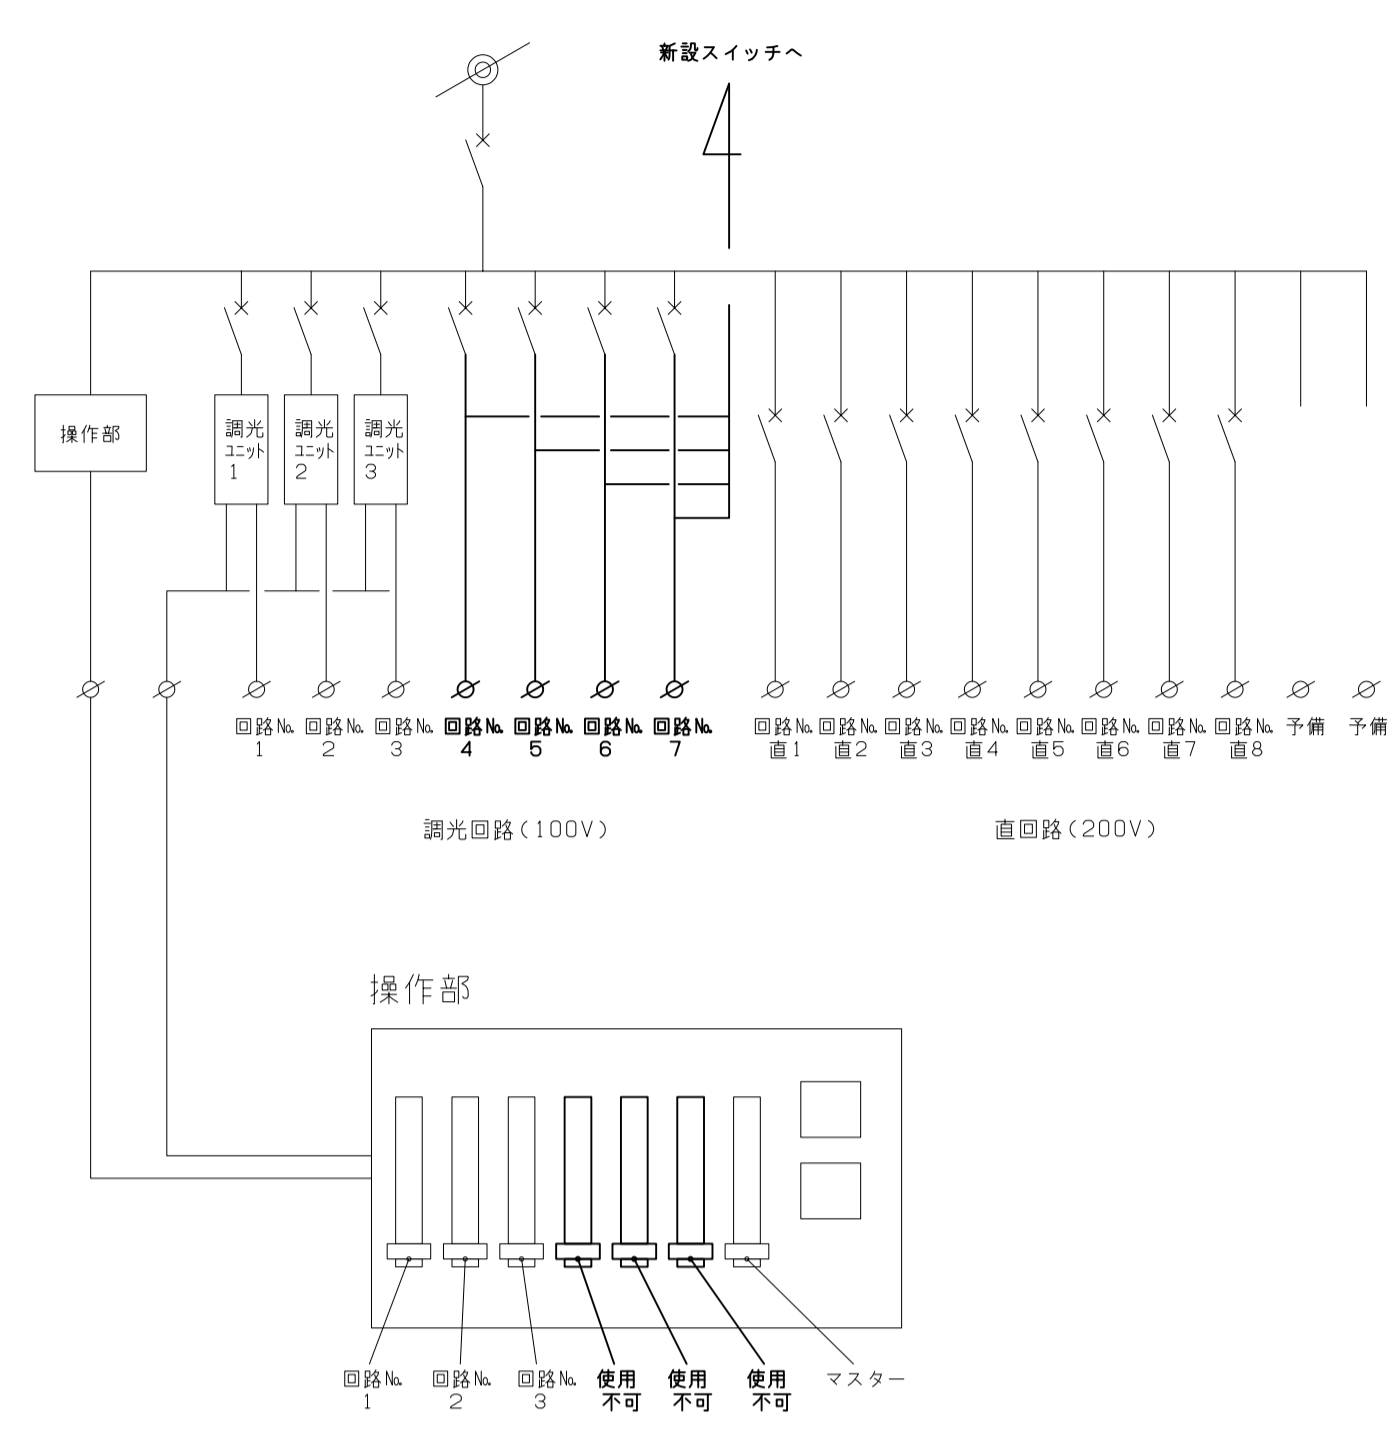 新設スイッチへ
操作部
調光
ユニット
1
調光
ユニット
2
調光
ユニット
3
回路№
1
回路№
2
回路№
3
回路№
4
回路№
5
回路№
6
回路№
7
回路№
直1
回路№
直2
回路№
直3
回路№
直4
回路№
直5
回路№
直6
回路№
直7
回路№
直8
予備
予備
調光回路(100V)
直回路(200V)
操作部
回路№
1
回路№
2
回路№
3
使用
不可
使用
不可
使用
不可
マスター